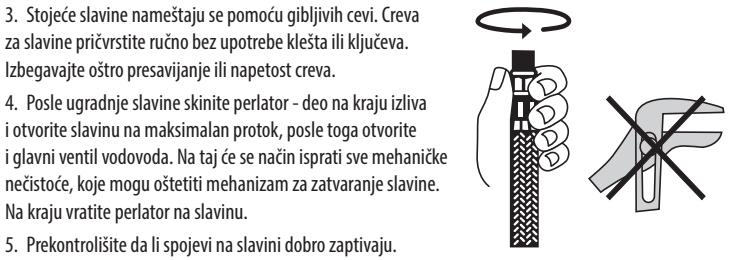 3. Stojeće slavine nameštaju se pomoću gibljivih cevi. Creva
za slavine pričvrstite ručno bez upotrebe klešta ili ključeva.
Izbegavajte oštro presavijanje ili napetost creva.
4. Posle ugradnje slavine skinite perlator - deo na kraju izliva
i otvorite slavinu na maksimalan protok, posle toga otvorite
i glavni ventil vodovoda. Na taj će se način isprati sve mehaničke
nečistoće, koje mogu oštetiti mehanizam za zatvaranje slavine.
Na kraju vratite perlator na slavinu.
5. Prekontrolišite da li spojevi na slavini dobro zaptivaju.